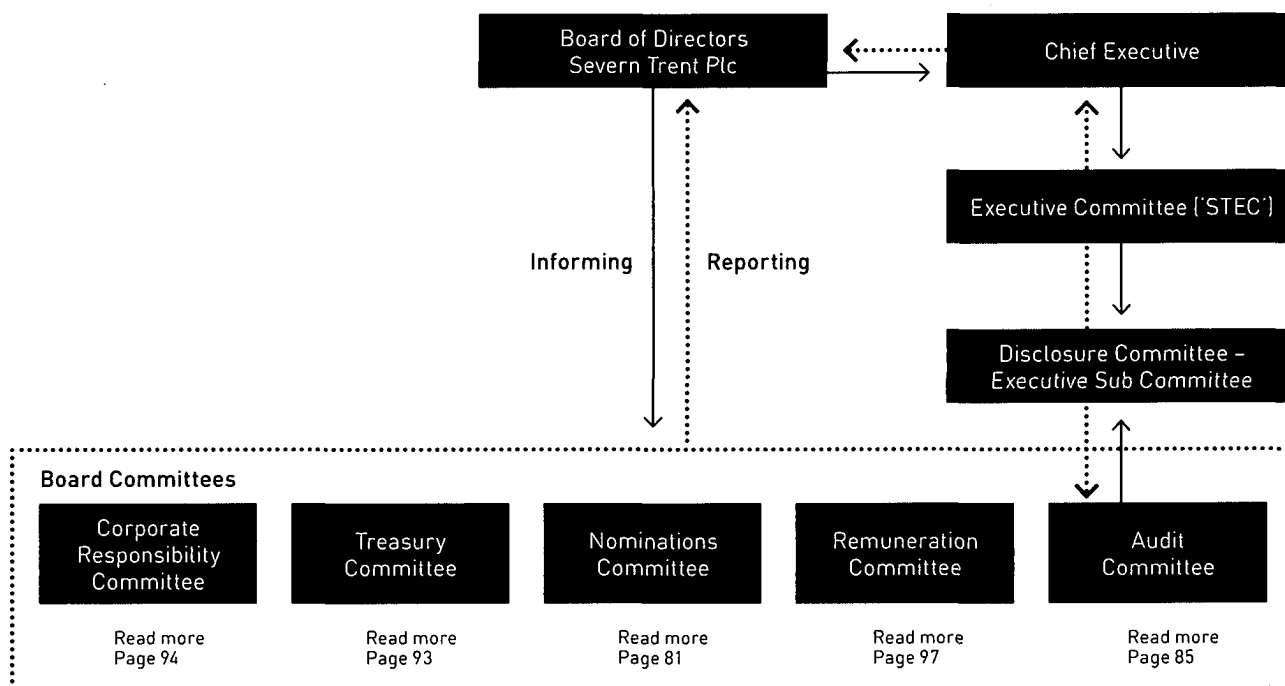 Board of Directors
Severn Trent Plc
Chief Executive
Executive Committee ('STEC')
Informing
Reporting
Disclosure Committee –
Executive Sub Committee
Board Committees
Corporate
Responsibility
Committee
Treasury
Committee
Nominations
Committee
Remuneration
Committee
Audit
Committee
Read more
Page 94
Read more
Page 93
Read more
Page 81
Read more
Page 97
Read more
Page 85